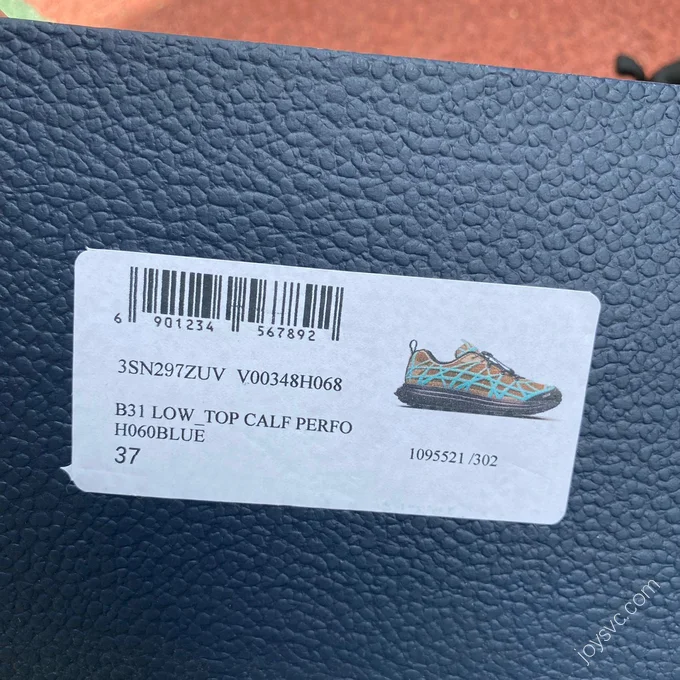 6 901234 567892
3SN297ZUV V00348H068
B31 LOW_TOP CALF PERFO
H060BLUE
37
1095521 /302
joysvc.com